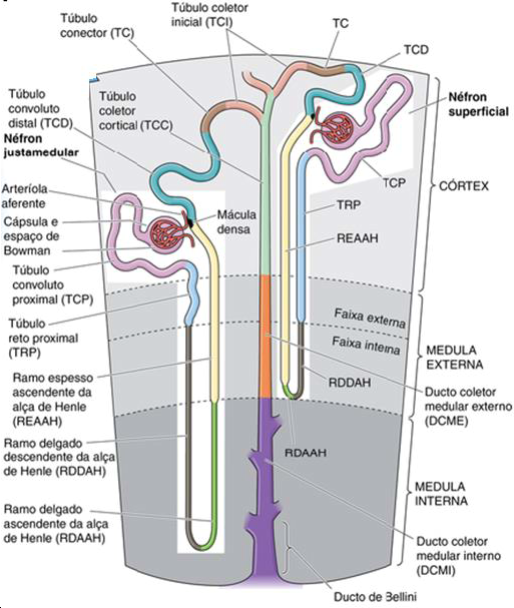 Túbulo coletor
inicial (TCI)
Túbulo
conector (TC)
TC
TCD
Túbulo
convoluto
distal (TCD)
Túbulo
coletor
cortical (TCC)
Néfron
superficial
Néfron
justamedular
TCP
CÓRTEX
Arteríola
aferente
Mácula
densa
TRP
Cápsula e
espaço de
Bowman
REAAH
Túbulo
convoluto
proximal (TCP)
Faixa externa
Túbulo
reto proximal
(TRP)
Faixa interna
MEDULA
EXTERNA
RDDAH
Ramo espesso
ascendente da
alça de Henle
(REAAH)
Ducto coletor
medular externo
(DCME)
Ramo delgado
descendente da alça
de Henle (RDDAH)
RDAAH
MEDULA
INTERNA
Ramo delgado
ascendente da alça
de Henle (RDAAH)
Ducto coletor
medular interno
(DCMI)
Ducto de Bellini